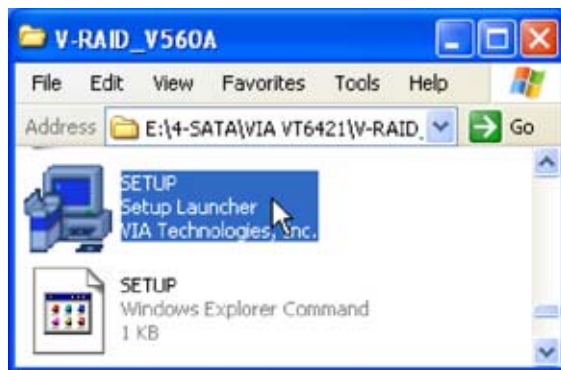 V-RAID_V560A
File Edit View Favorites Tools Help
Address E:\4-SATA\VIA VT6421\V-RAID_ Go
SETUP
Setup Launcher
VIA Technologies, Inc.
SETUP
Windows Explorer Command
1 KB